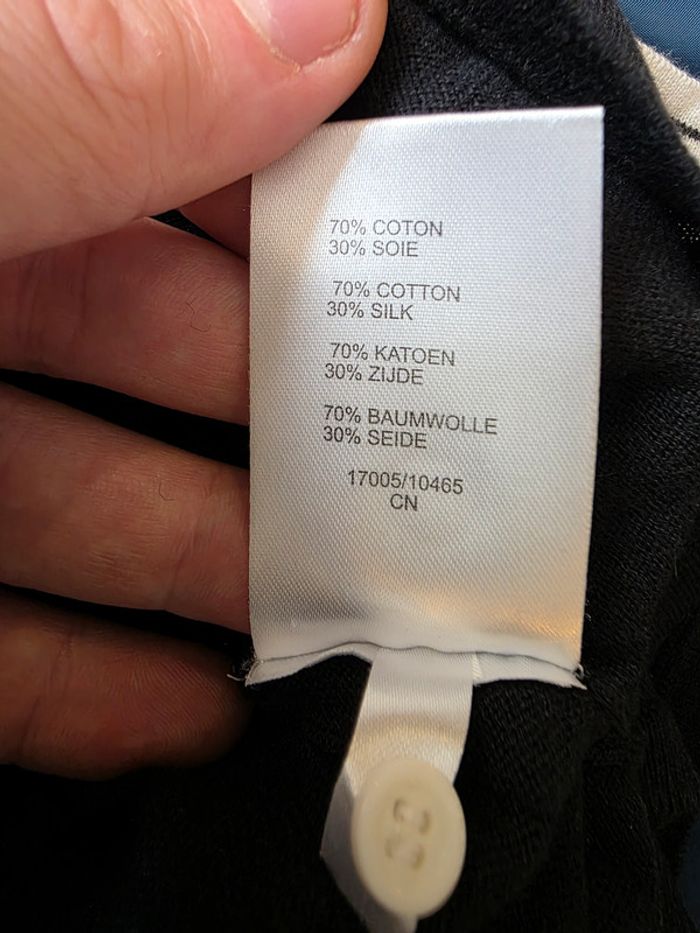 70% COTON
30% SOIE
70% COTTON
30% SILK
70% KATOEN
30% ZIJDE
70% BAUMWOLLE
30% SEIDE
17005/10465
CN